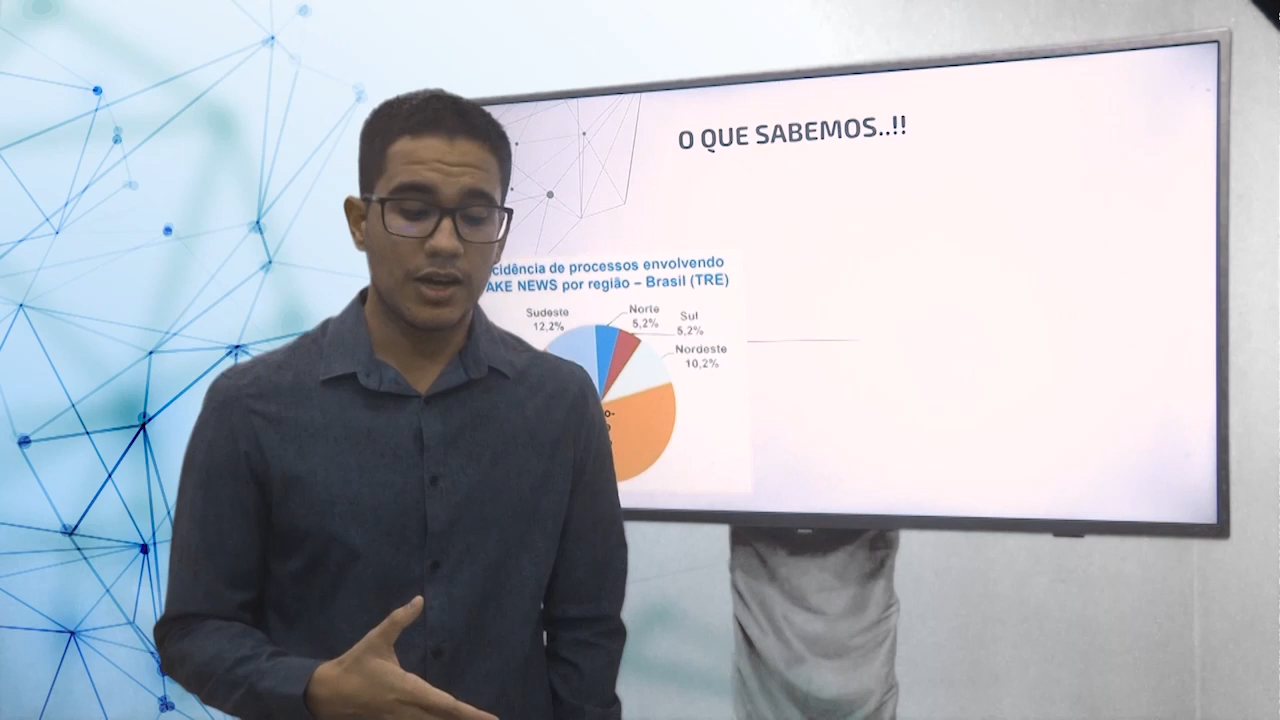 O QUE SABEMOS..!!
cidência de processos envolvendo
AKE NEWS por região – Brasil (TRE)
Sudeste
12,2%
Norte
5,2%
Sul
5,2%
Nordeste
10,2%
o-